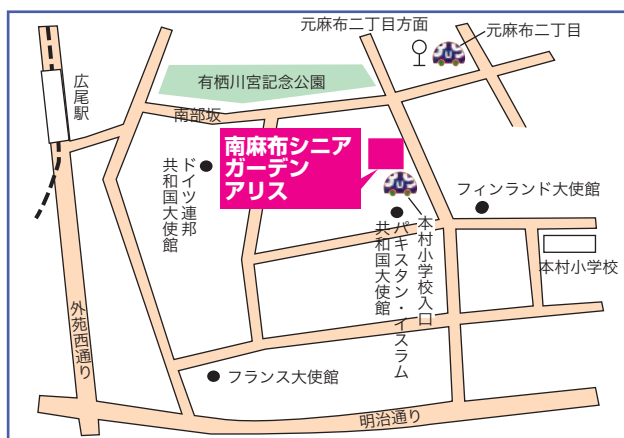 元麻布二丁目方面
元麻布二丁目
広尾駅
有栖川宮記念公園
南部坂
南麻布シニア
ガーデン
アリス
ドイツ連邦
共和国大使館
フィンランド大使館
本村小学校入口
パキスタン・イスラム
共和国大使館
本村小学校
外苑西通り
フランス大使館
明治通り